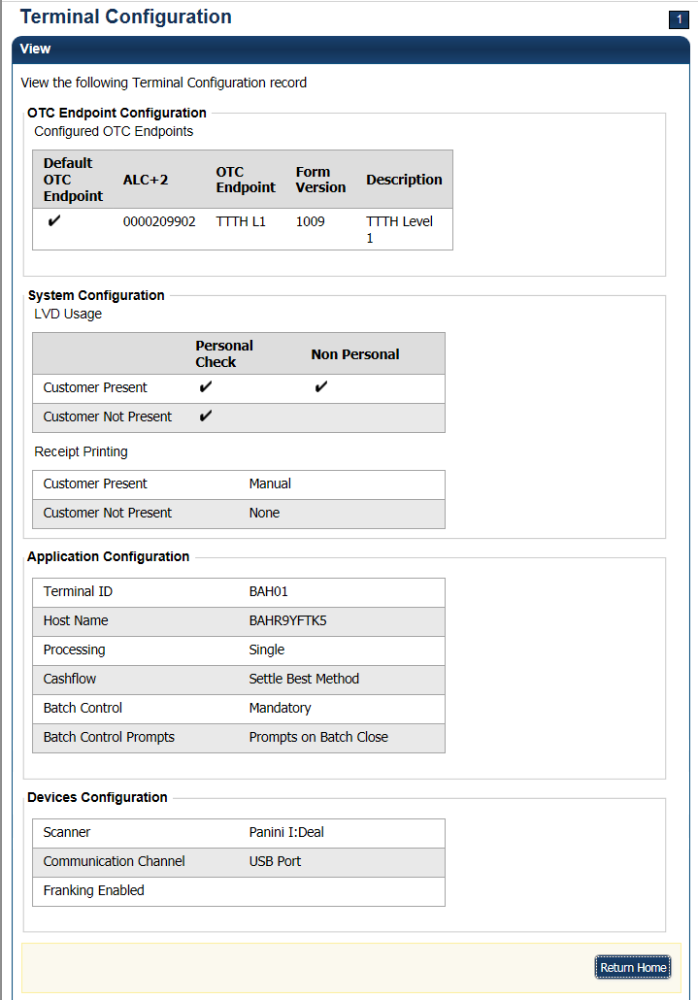 Terminal Configuration
1
View
View the following Terminal Configuration record
OTC Endpoint Configuration
Configured OTC Endpoints
Default OTC Endpoint ALC+2 OTC Endpoint Form Version Description
✔ 0000209902 TTTH L1 1009 TTTH Level 1
System Configuration
LVD Usage
Personal Check Non Personal
Customer Present ✔ ✔
Customer Not Present ✔
Receipt Printing
Customer Present Manual
Customer Not Present None
Application Configuration
Terminal ID BAH01
Host Name BAHR9YFTK5
Processing Single
Cashflow Settle Best Method
Batch Control Mandatory
Batch Control Prompts Prompts on Batch Close
Devices Configuration
Scanner Panini I:Deal
Communication Channel USB Port
Franking Enabled
Return Home